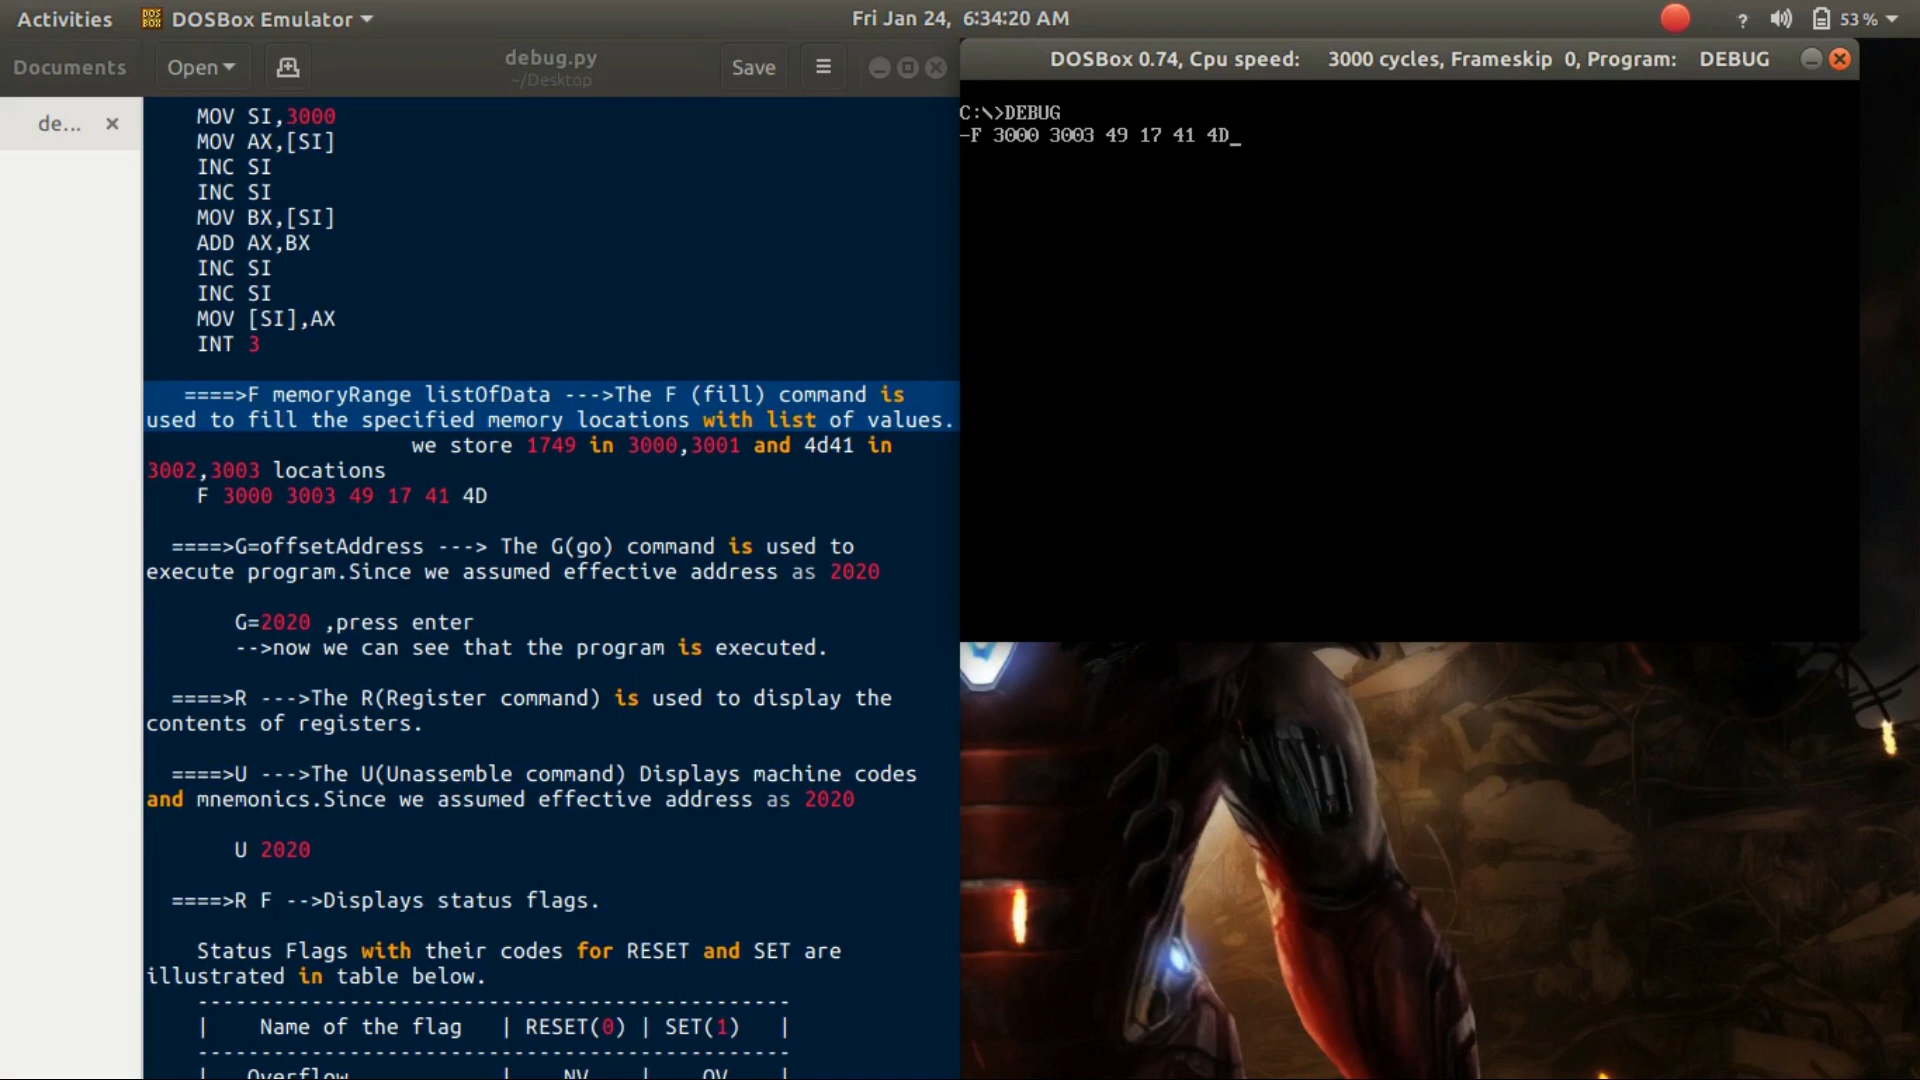 Activities
DOSBox Emulator
Fri Jan 24, 6:34:20 AM
?
53 %
Documents
Open
debug.py
~/Desktop
Save
de...
MOV SI,3000
MOV AX,[SI]
INC SI
INC SI
MOV BX,[SI]
ADD AX,BX
INC SI
INC SI
MOV [SI],AX
INT 3
====>F memoryRange listOfData --->The F (fill) command is
used to fill the specified memory locations with list of values.
we store 1749 in 3000,3001 and 4d41 in
3002,3003 locations
F 3000 3003 49 17 41 4D
====>G=offsetAddress ---> The G(go) command is used to
execute program.Since we assumed effective address as 2020
G=2020 ,press enter
-->now we can see that the program is executed.
====>R --->The R(Register command) is used to display the
contents of registers.
====>U --->The U(Unassemble command) Displays machine codes
and mnemonics.Since we assumed effective address as 2020
U 2020
====>R F -->Displays status flags.
Status Flags with their codes for RESET and SET are
illustrated in table below.
-----------------------------------------------
| Name of the flag | RESET(0) | SET(1) |
-----------------------------------------------
| Overflow | NV | OV |
DOSBox 0.74, Cpu speed: 3000 cycles, Frameskip 0, Program: DEBUG
C:\>DEBUG
-F 3000 3003 49 17 41 4D_